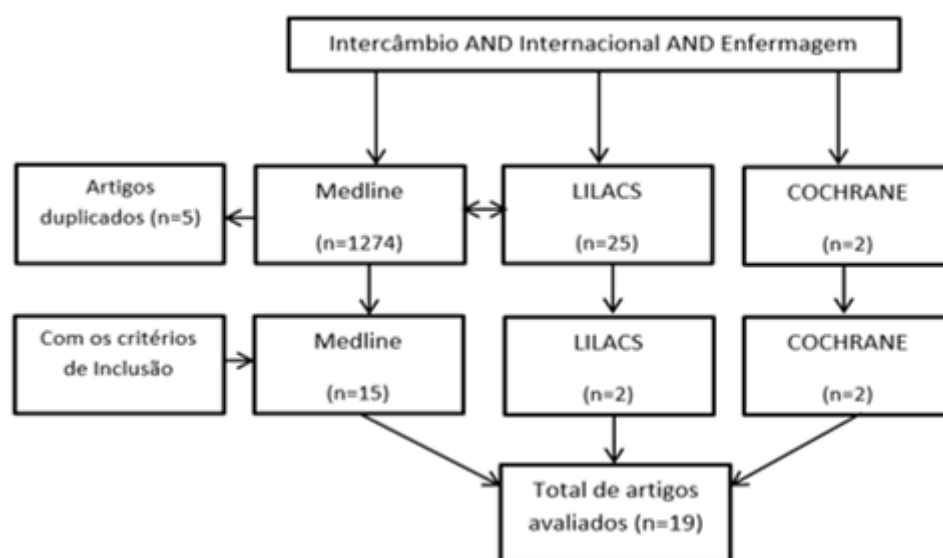 Intercâmbio AND Internacional AND Enfermagem
Artigos
duplicados (n=5)
Medline
(n=1274)
LILACS
(n=25)
COCHRANE
(n=2)
Com os critérios
de Inclusão
Medline
(n=15)
LILACS
(n=2)
COCHRANE
(n=2)
Total de artigos
avaliados (n=19)